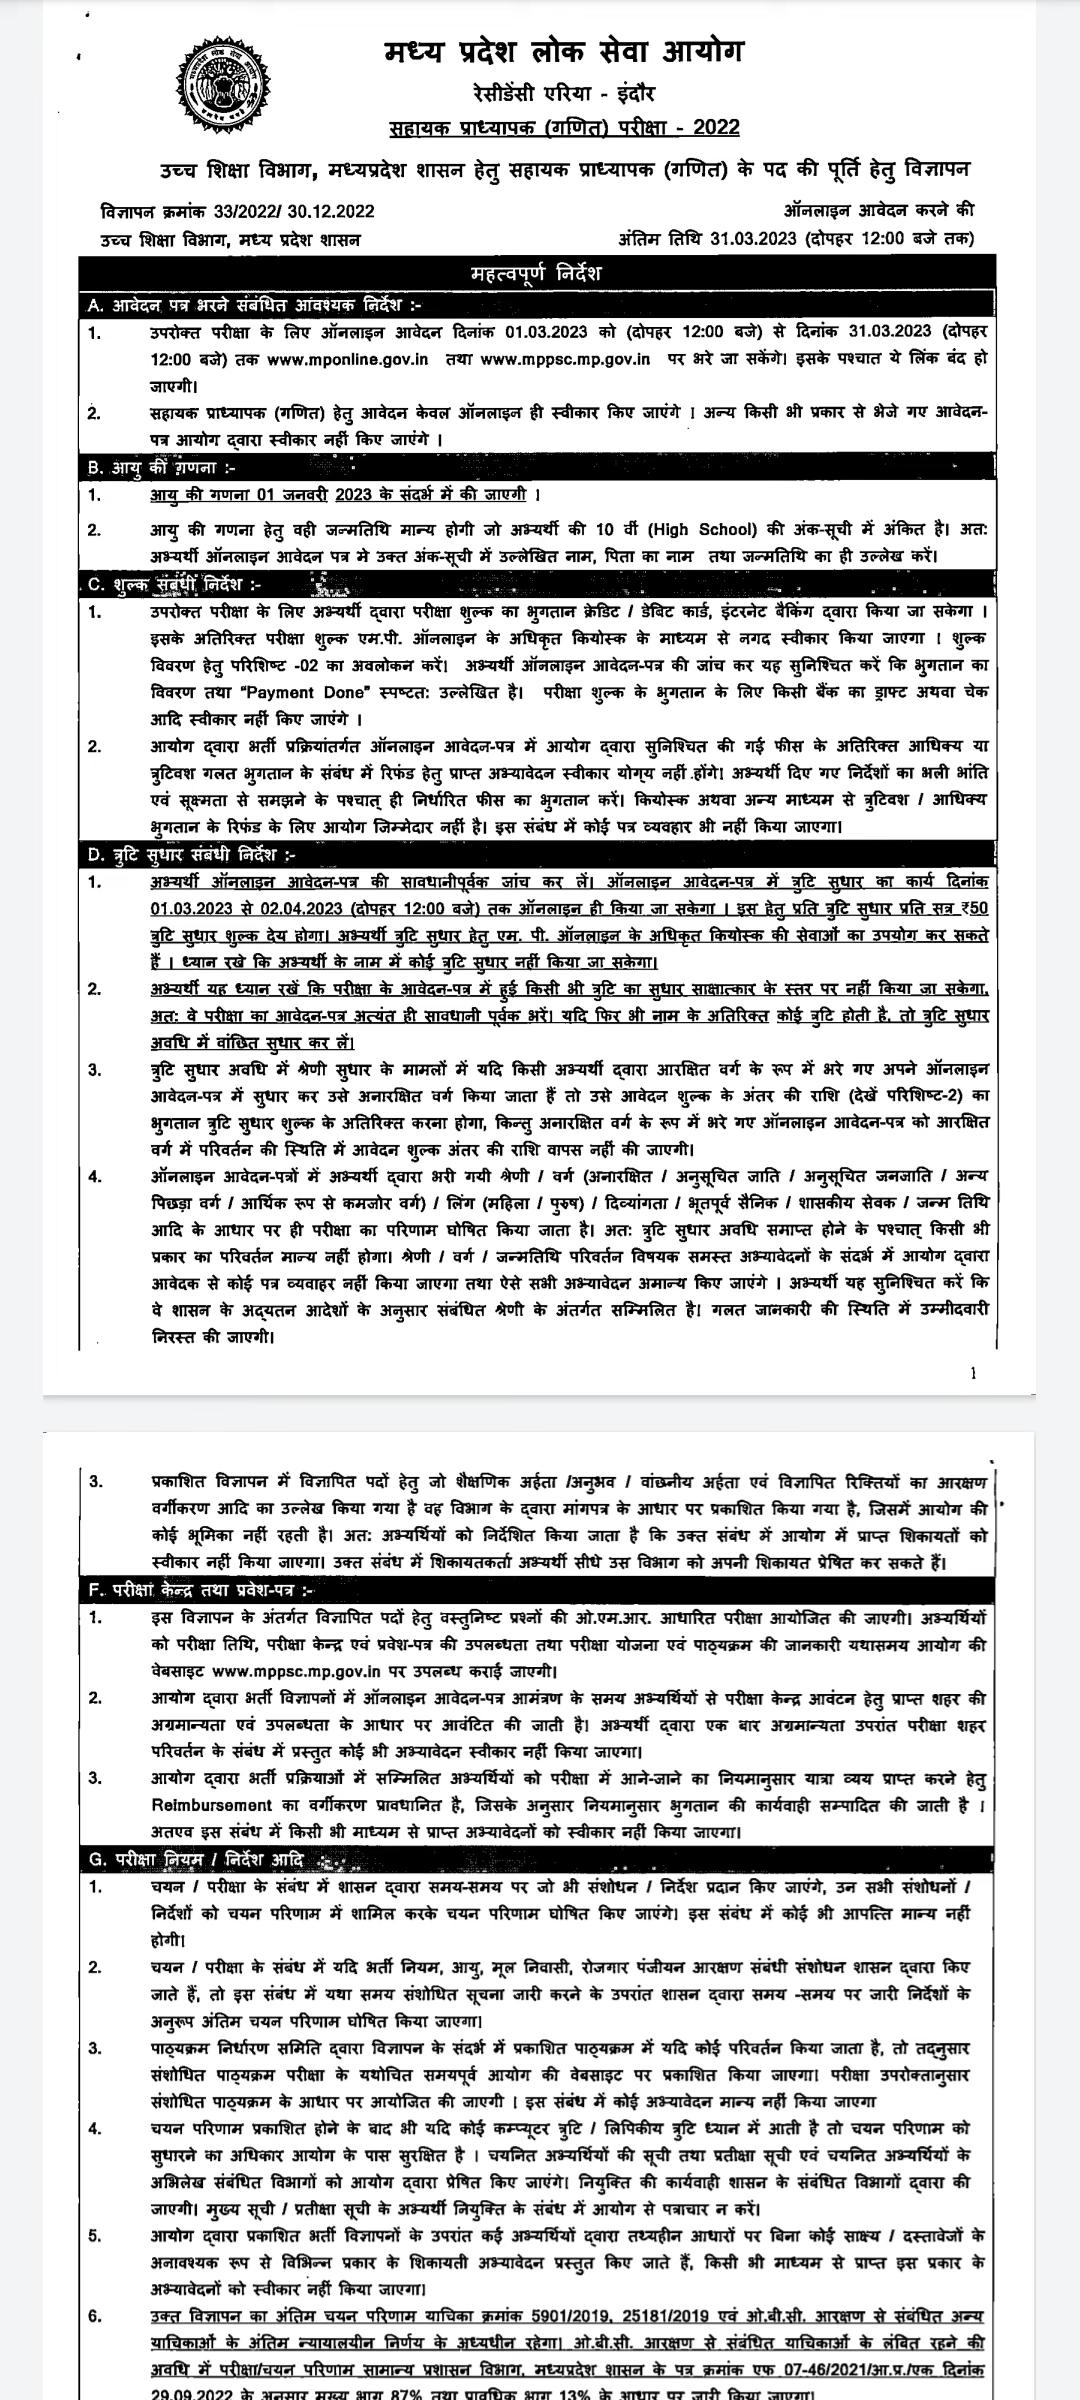 मध्य प्रदेश लोक सेवा आयोग
रेसीडेंसी एरिया - इंदौर
सहायक प्राध्यापक (गणित) परीक्षा - 2022
उच्च शिक्षा विभाग, मध्यप्रदेश शासन हेतु सहायक प्राध्यापक (गणित) के पद की पूर्ति हेतु विज्ञापन
विज्ञापन क्रमांक 33/2022/ 30.12.2022 ऑनलाइन आवेदन करने की
उच्च शिक्षा विभाग, मध्य प्रदेश शासन अंतिम तिथि 31.03.2023 (दोपहर 12:00 बजे तक)
महत्वपूर्ण निर्देश
A. आवेदन पत्र भरने संबंधित आंवश्यक निर्देश :-
1. उपरोक्त परीक्षा के लिए ऑनलाइन आवेदन दिनांक 01.03.2023 को (दोपहर 12:00 बजे) से दिनांक 31.03.2023 (दोपहर
12:00 बजे) तक www.mponline.gov.in तथा www.mppsc.mp.gov.in पर भरे जा सकेंगे। इसके पश्चात ये लिंक बंद हो
जाएगी।
2. सहायक प्राध्यापक (गणित) हेतु आवेदन केवल ऑनलाइन ही स्वीकार किए जाएंगे । अन्य किसी भी प्रकार से भेजे गए आवेदन-
पत्र आयोग द्वारा स्वीकार नहीं किए जाएंगे ।
B. आयु की गणना :-
1. आयु की गणना 01 जनवरी 2023 के संदर्भ में की जाएगी ।
2. आयु की गणना हेतु वही जन्मतिथि मान्य होगी जो अभ्यर्थी की 10 वीं (High School) की अंक-सूची में अंकित है। अत:
अभ्यर्थी ऑनलाइन आवेदन पत्र मे उक्त अंक-सूची में उल्लेखित नाम, पिता का नाम तथा जन्मतिथि का ही उल्लेख करें।
C. शुल्क संबंधी निर्देश :-
1. उपरोक्त परीक्षा के लिए अभ्यर्थी द्वारा परीक्षा शुल्क का भुगतान क्रेडिट / डेबिट कार्ड, इंटरनेट बैंकिंग द्वारा किया जा सकेगा ।
इसके अतिरिक्त परीक्षा शुल्क एम.पी. ऑनलाइन के अधिकृत कियोस्क के माध्यम से नगद स्वीकार किया जाएगा । शुल्क
विवरण हेतु परिशिष्ट -02 का अवलोकन करें। अभ्यर्थी ऑनलाइन आवेदन-पत्र की जांच कर यह सुनिश्चित करें कि भुगतान का
विवरण तथा "Payment Done" स्पष्टत: उल्लेखित है। परीक्षा शुल्क के भुगतान के लिए किसी बैंक का ड्राफ्ट अथवा चेक
आदि स्वीकार नहीं किए जाएंगे ।
2. आयोग द्वारा भर्ती प्रक्रियांतर्गत ऑनलाइन आवेदन-पत्र में आयोग द्वारा सुनिश्चित की गई फीस के अतिरिक्त आधिक्य या
त्रुटिवश गलत भुगतान के संबंध में रिफंड हेतु प्राप्त अभ्यावेदन स्वीकार योग्य नहीं होंगे। अभ्यर्थी दिए गए निर्देशों का भली भांति
एवं सूक्ष्मता से समझने के पश्चात् ही निर्धारित फीस का भुगतान करें। कियोस्क अथवा अन्य माध्यम से त्रुटिवश / आधिक्य
भुगतान के रिफंड के लिए आयोग जिम्मेदार नहीं है। इस संबंध में कोई पत्र व्यवहार भी नहीं किया जाएगा।
D. त्रुटि सुधार संबंधी निर्देश :-
1. अभ्यर्थी ऑनलाइन आवेदन-पत्र की सावधानीपूर्वक जांच कर लें। ऑनलाइन आवेदन-पत्र में त्रुटि सुधार का कार्य दिनांक
01.03.2023 से 02.04.2023 (दोपहर 12:00 बजे) तक ऑनलाइन ही किया जा सकेगा । इस हेतु प्रति त्रुटि सुधार प्रति सत्र ₹50
त्रुटि सुधार शुल्क देय होगा। अभ्यर्थी त्रुटि सुधार हेतु एम. पी. ऑनलाइन के अधिकृत कियोस्क की सेवाओं का उपयोग कर सकते
हैं । ध्यान रखे कि अभ्यर्थी के नाम में कोई त्रुटि सुधार नहीं किया जा सकेगा।
2. अभ्यर्थी यह ध्यान रखें कि परीक्षा के आवेदन-पत्र में हुई किसी भी त्रुटि का सुधार साक्षात्कार के स्तर पर नहीं किया जा सकेगा,
अत: वे परीक्षा का आवेदन-पत्र अत्यंत ही सावधानी पूर्वक भरें। यदि फिर भी नाम के अतिरिक्त कोई त्रुटि होती है, तो त्रुटि सुधार
अवधि में वांछित सुधार कर लें।
3. त्रुटि सुधार अवधि में श्रेणी सुधार के मामलों में यदि किसी अभ्यर्थी द्वारा आरक्षित वर्ग के रूप में भरे गए अपने ऑनलाइन
आवेदन-पत्र में सुधार कर उसे अनारक्षित वर्ग किया जाता हैं तो उसे आवेदन शुल्क के अंतर की राशि (देखें परिशिष्ट-2) का
भुगतान त्रुटि सुधार शुल्क के अतिरिक्त करना होगा, किन्तु अनारक्षित वर्ग के रूप में भरे गए ऑनलाइन आवेदन-पत्र को आरक्षित
वर्ग में परिवर्तन की स्थिति में आवेदन शुल्क अंतर की राशि वापस नहीं की जाएगी।
4. ऑनलाइन आवेदन-पत्रों में अभ्यर्थी द्वारा भरी गयी श्रेणी / वर्ग (अनारक्षित / अनुसूचित जाति / अनुसूचित जनजाति / अन्य
पिछड़ा वर्ग / आर्थिक रूप से कमजोर वर्ग) / लिंग (महिला / पुरुष) / दिव्यांगता / भूतपूर्व सैनिक / शासकीय सेवक / जन्म तिथि
आदि के आधार पर ही परीक्षा का परिणाम घोषित किया जाता है। अत: त्रुटि सुधार अवधि समाप्त होने के पश्चात् किसी भी
प्रकार का परिवर्तन मान्य नहीं होगा। श्रेणी / वर्ग / जन्मतिथि परिवर्तन विषयक समस्त अभ्यावेदनों के संदर्भ में आयोग द्वारा
आवेदक से कोई पत्र व्यवाहर नहीं किया जाएगा तथा ऐसे सभी अभ्यावेदन अमान्य किए जाएंगे । अभ्यर्थी यह सुनिश्चित करें कि
वे शासन के अद्यतन आदेशों के अनुसार संबंधित श्रेणी के अंतर्गत सम्मिलित है। गलत जानकारी की स्थिति में उम्मीदवारी
निरस्त की जाएगी।
1
3. प्रकाशित विज्ञापन में विज्ञापित पदों हेतु जो शैक्षणिक अर्हता /अनुभव / वांछनीय अर्हता एवं विज्ञापित रिक्तियों का आरक्षण
वर्गीकरण आदि का उल्लेख किया गया है वह विभाग के द्वारा मांगपत्र के आधार पर प्रकाशित किया गया है, जिसमें आयोग की
कोई भूमिका नहीं रहती है। अत: अभ्यर्थियों को निर्देशित किया जाता है कि उक्त संबंध में आयोग में प्राप्त शिकायतों को
स्वीकार नहीं किया जाएगा। उक्त संबंध में शिकायतकर्ता अभ्यर्थी सीधे उस विभाग को अपनी शिकायत प्रेषित कर सकते हैं।
F. परीक्षा केन्द्र तथा प्रवेश-पत्र :-
1. इस विज्ञापन के अंतर्गत विज्ञापित पदों हेतु वस्तुनिष्ट प्रश्नों की ओ.एम.आर. आधारित परीक्षा आयोजित की जाएगी। अभ्यर्थियों
को परीक्षा तिथि, परीक्षा केन्द्र एवं प्रवेश-पत्र की उपलब्धता तथा परीक्षा योजना एवं पाठ्यक्रम की जानकारी यथासमय आयोग की
वेबसाइट www.mppsc.mp.gov.in पर उपलब्ध कराई जाएगी।
2. आयोग द्वारा भर्ती विज्ञापनों में ऑनलाइन आवेदन-पत्र आमंत्रण के समय अभ्यर्थियों से परीक्षा केन्द्र आवंटन हेतु प्राप्त शहर की
अग्रमान्यता एवं उपलब्धता के आधार पर आवंटित की जाती है। अभ्यर्थी द्वारा एक बार अग्रमान्यता उपरांत परीक्षा शहर
परिवर्तन के संबंध में प्रस्तुत कोई भी अभ्यावेदन स्वीकार नहीं किया जाएगा।
3. आयोग द्वारा भर्ती प्रक्रियाओं में सम्मिलित अभ्यर्थियों को परीक्षा में आने-जाने का नियमानुसार यात्रा व्यय प्राप्त करने हेतु
Reimbursement का वर्गीकरण प्रावधानित है, जिसके अनुसार नियमानुसार भुगतान की कार्यवाही सम्पादित की जाती है ।
अतएव इस संबंध में किसी भी माध्यम से प्राप्त अभ्यावेदनों को स्वीकार नहीं किया जाएगा।
G. परीक्षा नियम / निर्देश आदि :-
1. चयन / परीक्षा के संबंध में शासन द्वारा समय-समय पर जो भी संशोधन / निर्देश प्रदान किए जाएंगे, उन सभी संशोधनों /
निर्देशों को चयन परिणाम में शामिल करके चयन परिणाम घोषित किए जाएंगे। इस संबंध में कोई भी आपत्ति मान्य नहीं
होगी।
2. चयन / परीक्षा के संबंध में यदि भर्ती नियम, आयु, मूल निवासी, रोजगार पंजीयन आरक्षण संबंधी संशोधन शासन द्वारा किए
जाते हैं, तो इस संबंध में यथा समय संशोधित सूचना जारी करने के उपरांत शासन द्वारा समय -समय पर जारी निर्देशों के
अनुरूप अंतिम चयन परिणाम घोषित किया जाएगा।
3. पाठ्यक्रम निर्धारण समिति द्वारा विज्ञापन के संदर्भ में प्रकाशित पाठ्यक्रम में यदि कोई परिवर्तन किया जाता है, तो तद्नुसार
संशोधित पाठ्यक्रम परीक्षा के यथोचित समयपूर्व आयोग की वेबसाइट पर प्रकाशित किया जाएगा। परीक्षा उपरोक्तानुसार
संशोधित पाठ्यक्रम के आधार पर आयोजित की जाएगी । इस संबंध में कोई अभ्यावेदन मान्य नहीं किया जाएगा
4. चयन परिणाम प्रकाशित होने के बाद भी यदि कोई कम्प्यूटर त्रुटि / लिपिकीय त्रुटि ध्यान में आती है तो चयन परिणाम को
सुधारने का अधिकार आयोग के पास सुरक्षित है । चयनित अभ्यर्थियों की सूची तथा प्रतीक्षा सूची एवं चयनित अभ्यर्थियों के
अभिलेख संबंधित विभागों को आयोग द्वारा प्रेषित किए जाएंगे। नियुक्ति की कार्यवाही शासन के संबंधित विभागों द्वारा की
जाएगी। मुख्य सूची / प्रतीक्षा सूची के अभ्यर्थी नियुक्ति के संबंध में आयोग से पत्राचार न करें।
5. आयोग द्वारा प्रकाशित भर्ती विज्ञापनों के उपरांत कई अभ्यर्थियों द्वारा तथ्यहीन आधारों पर बिना कोई साक्ष्य / दस्तावेजों के
अनावश्यक रूप से विभिन्न प्रकार के शिकायती अभ्यावेदन प्रस्तुत किए जाते हैं, किसी भी माध्यम से प्राप्त इस प्रकार के
अभ्यावेदनों को स्वीकार नहीं किया जाएगा।
6. उक्त विज्ञापन का अंतिम चयन परिणाम याचिका क्रमांक 5901/2019, 25181/2019 एवं ओ.बी.सी. आरक्षण से संबंधित अन्य
याचिकाओं के अंतिम न्यायालयीन निर्णय के अध्यधीन रहेगा। ओ.बी.सी. आरक्षण से संबंधित याचिकाओं के लंबित रहने की
अवधि में परीक्षा/चयन परिणाम सामान्य प्रशासन विभाग, मध्यप्रदेश शासन के पत्र क्रमांक एफ 07-46/2021/आ.प्र./एक दिनांक
29.09.2022 के अनुसार मुख्य भाग 87% तथा प्रावधिक भाग 13% के आधार पर जारी किया जाएगा।